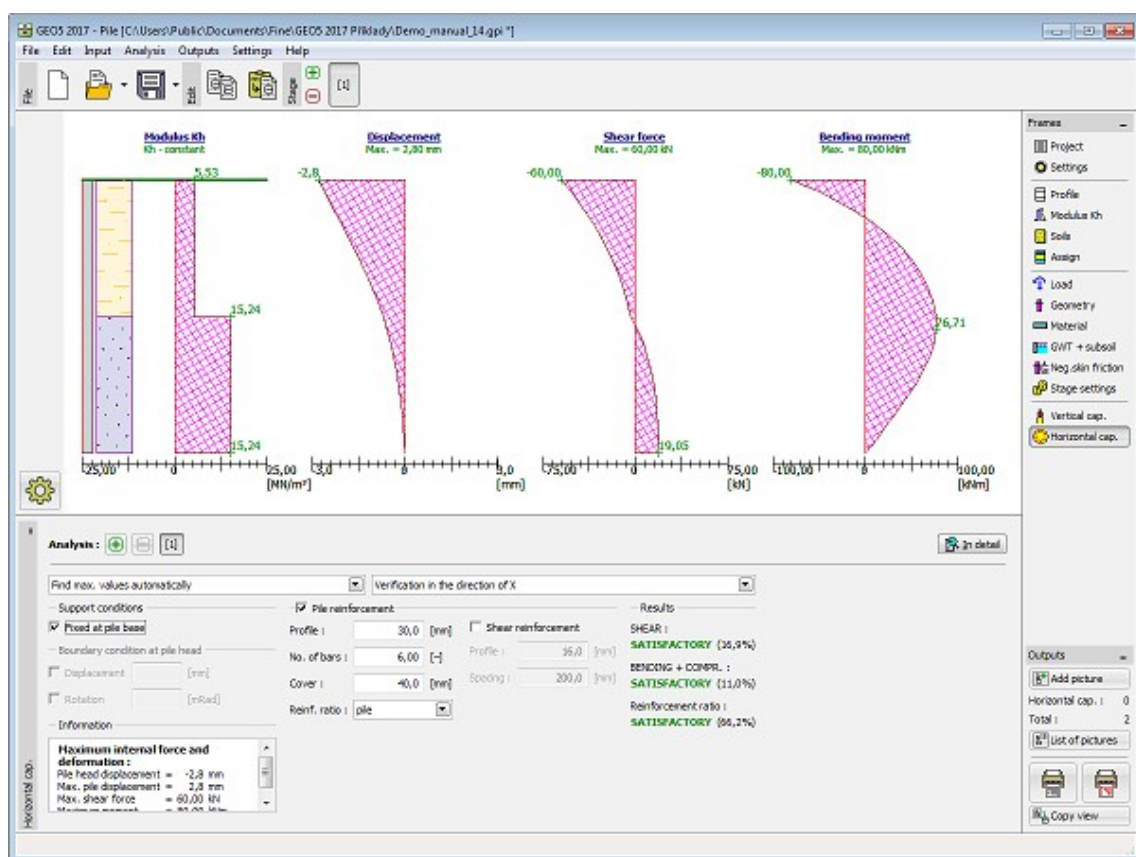 GEO5 2017 - Pile [C:\Users\Public\Documents\Fine\GEO5 2017 Příklady\Demo_manual_14.gpi *]
File Edit Input Analysis Outputs Settings Help
File
Edit
Stage
[1]
Modulus Kh
Kh - constant
Displacement
Max. = 2,80 mm
Shear force
Max. = 60,00 kN
Bending moment
Max. = 80,00 kNm
5,53
-2,8
-60,00
-80,00
15,24
76,71
15,24
19,05
25,00 0 25,00
[MN/m³]
-3,0 0 3,0
[mm]
-75,00 0 75,00
[kN]
-100,00 0 100,00
[kNm]
Frames
Project
Settings
Profile
Modulus Kh
Soils
Assign
Load
Geometry
Material
GWT + subsoil
Neg.skin friction
Stage settings
Vertical cap.
Horizontal cap.
Analysis :
[1]
In detail
Find max. values automatically
Verification in the direction of X
Support conditions
Fixed at pile base
Boundary condition at pile head
Displacement [mm]
Rotation [mRad]
Information
Maximum internal force and
deformation :
Pile head displacement = -2,8 mm
Max. pile displacement = 2,8 mm
Max. shear force = 60,00 kN
Maximum moment = 80,00 kNm
Pile reinforcement
Profile : 30,0 [mm]
No. of bars : 6,00 [-]
Cover : 40,0 [mm]
Reinf. ratio : pile
Shear reinforcement
Profile : 16,0 [mm]
Spacing : 200,0 [mm]
Results
SHEAR :
SATISFACTORY (16,9%)
BENDING + COMPR. :
SATISFACTORY (11,0%)
Reinforcement ratio :
SATISFACTORY (66,2%)
Horizontal cap.
Outputs
Add picture
Horizontal cap. : 0
Total : 2
List of pictures
Copy view